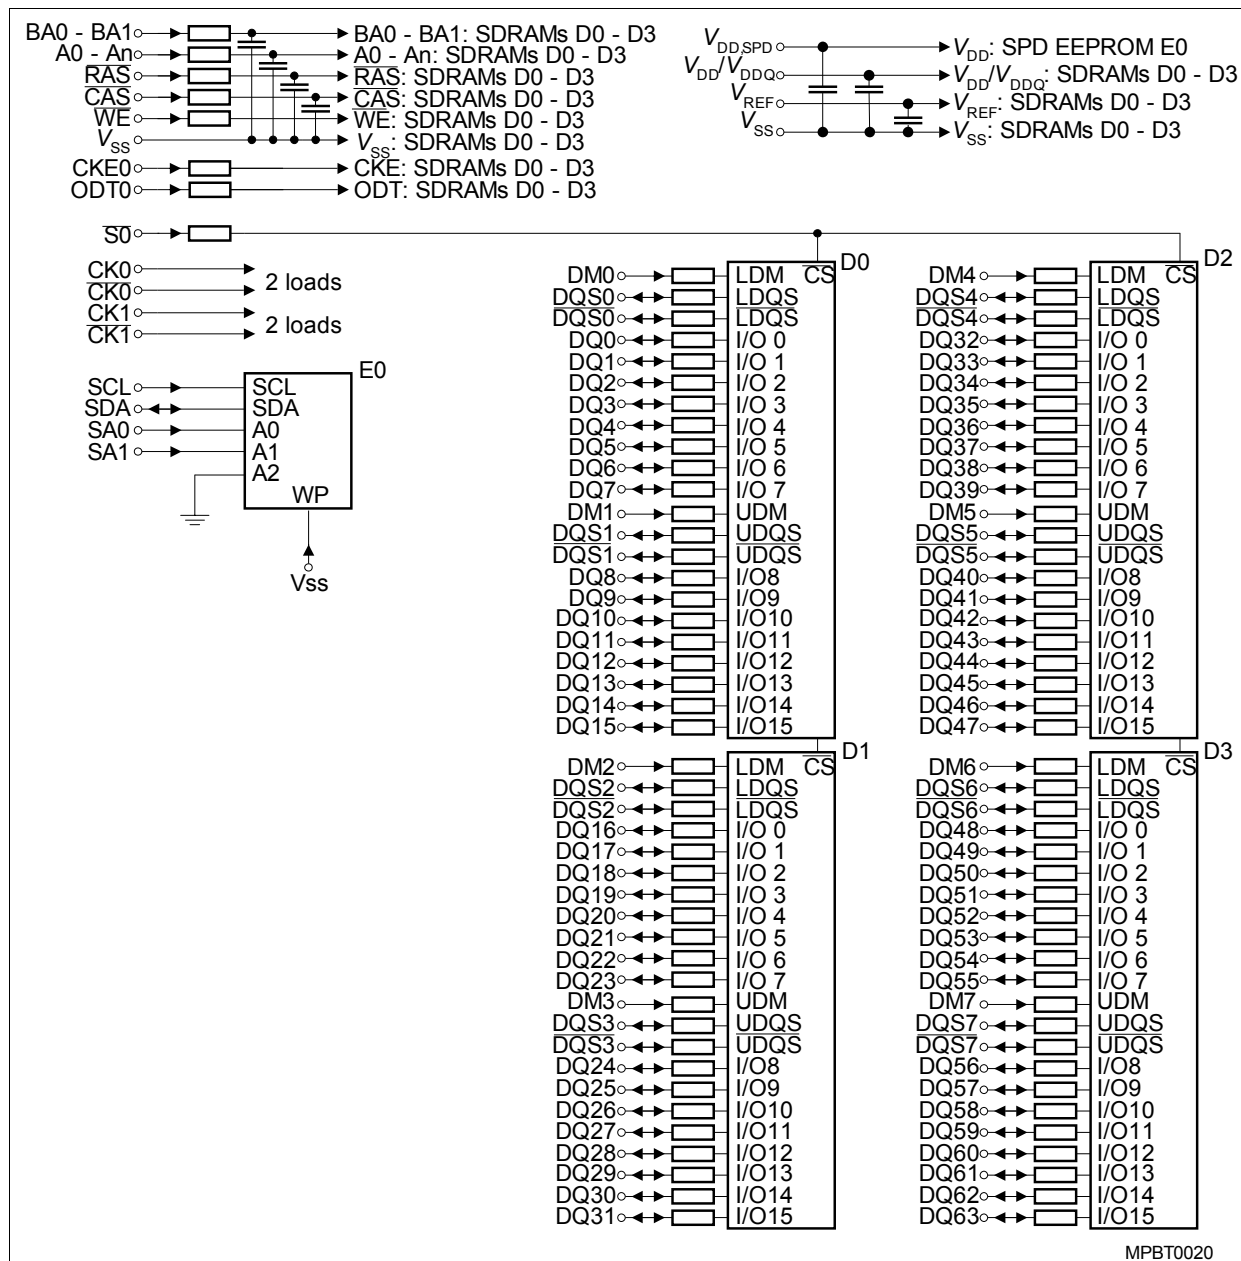 BA0 - BA1 BA0 - BA1: SDRAMs D0 - D3
A0 - An A0 - An: SDRAMs D0 - D3
RAS RAS: SDRAMs D0 - D3
CAS CAS: SDRAMs D0 - D3
WE WE: SDRAMs D0 - D3
VSS VSS: SDRAMs D0 - D3
CKE0 CKE: SDRAMs D0 - D3
ODT0 ODT: SDRAMs D0 - D3
VDD,SPD VDD: SPD EEPROM E0
VDD/VDDQ VDD/VDDQ: SDRAMs D0 - D3
VREF VREF: SDRAMs D0 - D3
VSS VSS: SDRAMs D0 - D3
S0
CK0
CK0 2 loads
CK1
CK1 2 loads
E0
SCL SCL
SDA SDA
SA0 A0
SA1 A1
A2
WP
Vss
D0
DM0 LDM CS
DQS0 LDQS
DQS0 LDQS
DQ0 I/O 0
DQ1 I/O 1
DQ2 I/O 2
DQ3 I/O 3
DQ4 I/O 4
DQ5 I/O 5
DQ6 I/O 6
DQ7 I/O 7
DM1 UDM
DQS1 UDQS
DQS1 UDQS
DQ8 I/O8
DQ9 I/O9
DQ10 I/O10
DQ11 I/O11
DQ12 I/O12
DQ13 I/O13
DQ14 I/O14
DQ15 I/O15
D1
DM2 LDM CS
DQS2 LDQS
DQS2 LDQS
DQ16 I/O 0
DQ17 I/O 1
DQ18 I/O 2
DQ19 I/O 3
DQ20 I/O 4
DQ21 I/O 5
DQ22 I/O 6
DQ23 I/O 7
DM3 UDM
DQS3 UDQS
DQS3 UDQS
DQ24 I/O8
DQ25 I/O9
DQ26 I/O10
DQ27 I/O11
DQ28 I/O12
DQ29 I/O13
DQ30 I/O14
DQ31 I/O15
D2
DM4 LDM CS
DQS4 LDQS
DQS4 LDQS
DQ32 I/O 0
DQ33 I/O 1
DQ34 I/O 2
DQ35 I/O 3
DQ36 I/O 4
DQ37 I/O 5
DQ38 I/O 6
DQ39 I/O 7
DM5 UDM
DQS5 UDQS
DQS5 UDQS
DQ40 I/O8
DQ41 I/O9
DQ42 I/O10
DQ43 I/O11
DQ44 I/O12
DQ45 I/O13
DQ46 I/O14
DQ47 I/O15
D3
DM6 LDM CS
DQS6 LDQS
DQS6 LDQS
DQ48 I/O 0
DQ49 I/O 1
DQ50 I/O 2
DQ51 I/O 3
DQ52 I/O 4
DQ53 I/O 5
DQ54 I/O 6
DQ55 I/O 7
DM7 UDM
DQS7 UDQS
DQS7 UDQS
DQ56 I/O8
DQ57 I/O9
DQ58 I/O10
DQ59 I/O11
DQ60 I/O12
DQ61 I/O13
DQ62 I/O14
DQ63 I/O15
MPBT0020